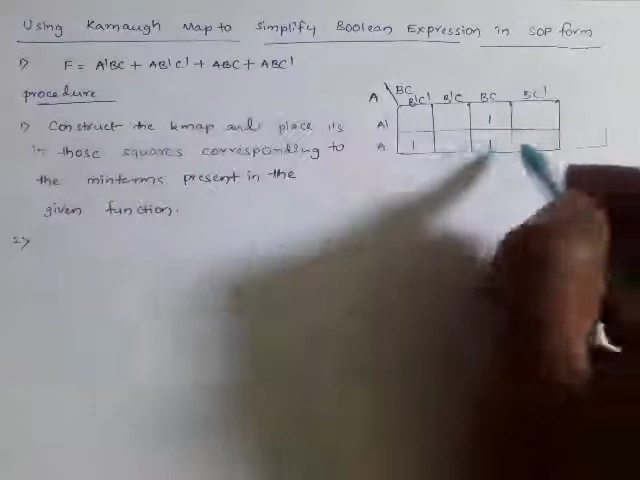 Using Karnaugh Map to simplify Boolean Expression in SOP form
1) F = A'BC + AB'C' + ABC + ABC'
procedure
1) Construct the kmap and place 1s
in those squares corresponding to
the minterms present in the
given function.
2)
A \ BC
B'C' B'C BC BC'
A' 1
A 1 1